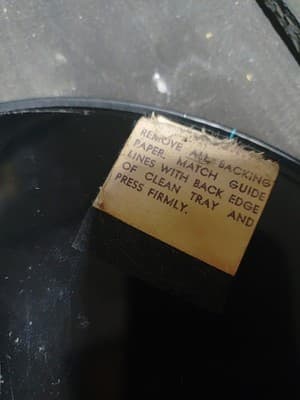 REMOVE ALL BACKING
PAPER. MATCH GUIDE
LINES WITH BACK EDGE
OF CLEAN TRAY AND
PRESS FIRMLY.